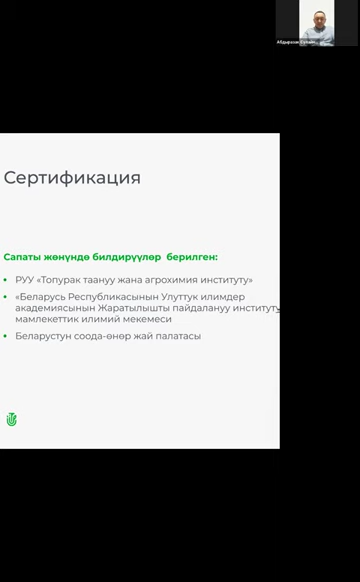 Абдыразак
Сертификация
Сапаты жөнүндө билдирүүлөр берилген:
РУУ «Топурак таануу жана агрохимия институту»
«Беларусь Республикасынын Улуттук илимдер
академиясынын Жаратылышты пайдалануу институту
мамлекеттик илимий мекемеси
Беларустун соода-өнөр жай палатасы